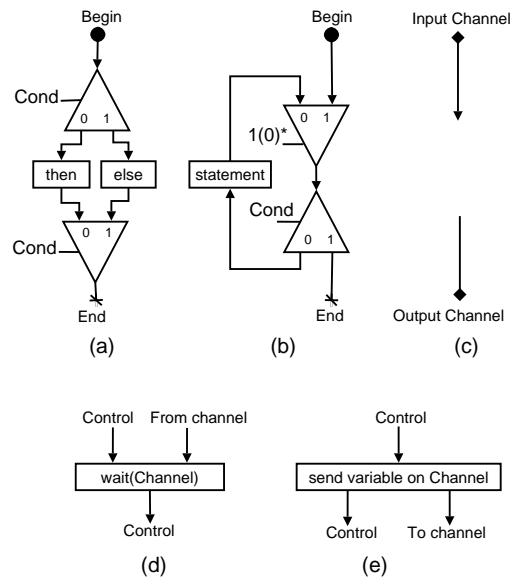 Begin
Cond
0 1
then else
0 1
Cond
End
(a)
Begin
0 1
1(0)*
statement
Cond
0 1
End
(b)
Input Channel
Output Channel
(c)
Control From channel
wait(Channel)
Control
(d)
Control
send variable on Channel
Control To channel
(e)